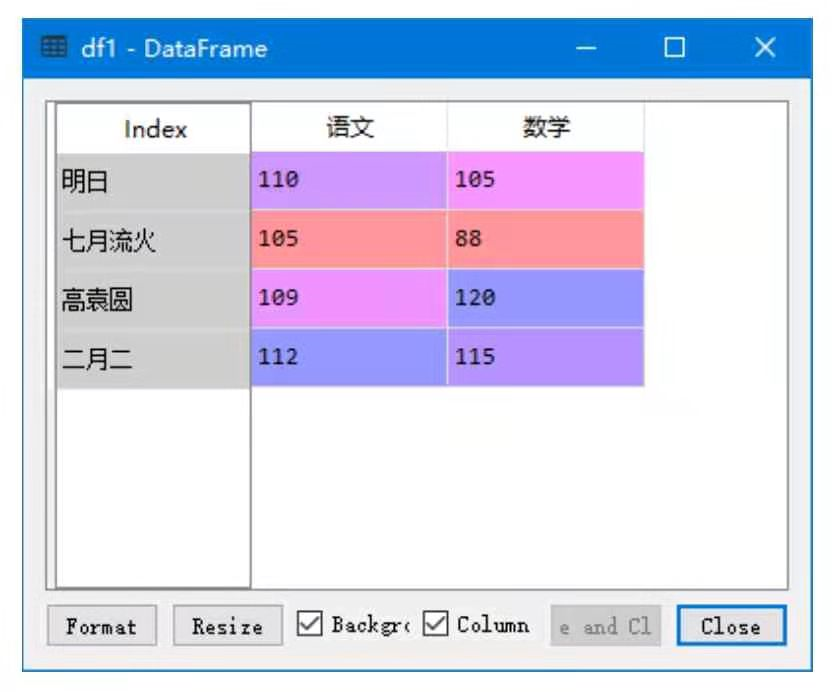 df1 - DataFrame
Index 语文 数学
明日 110 105
七月流火 105 88
高袁圆 109 120
二月二 112 115
Format Resize Backgr Column e and Cl Close